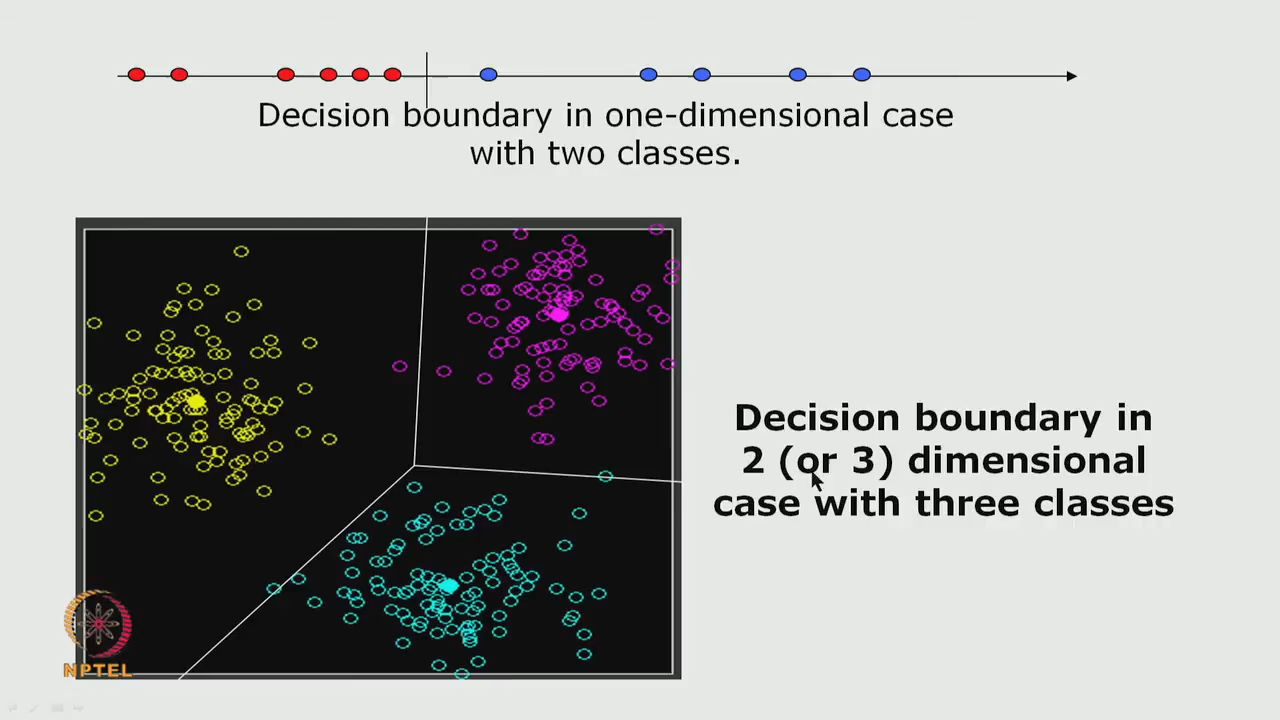 Decision boundary in one-dimensional case
with two classes.
Decision boundary in
2 (or 3) dimensional
case with three classes
NPTEL